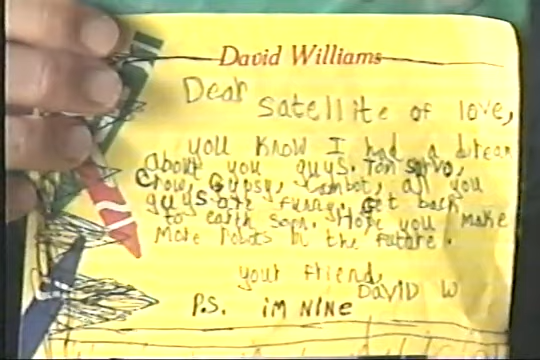 David Williams
Dear
Satellite of love,
you know I had a dream
about you guys. Tom servo,
Crow, Gypsy, Cambot, all you
guys are funny. Get back
to earth soon. Hope you make
more robots in the future.
your friend,
DAVID W
P.S. im NINE